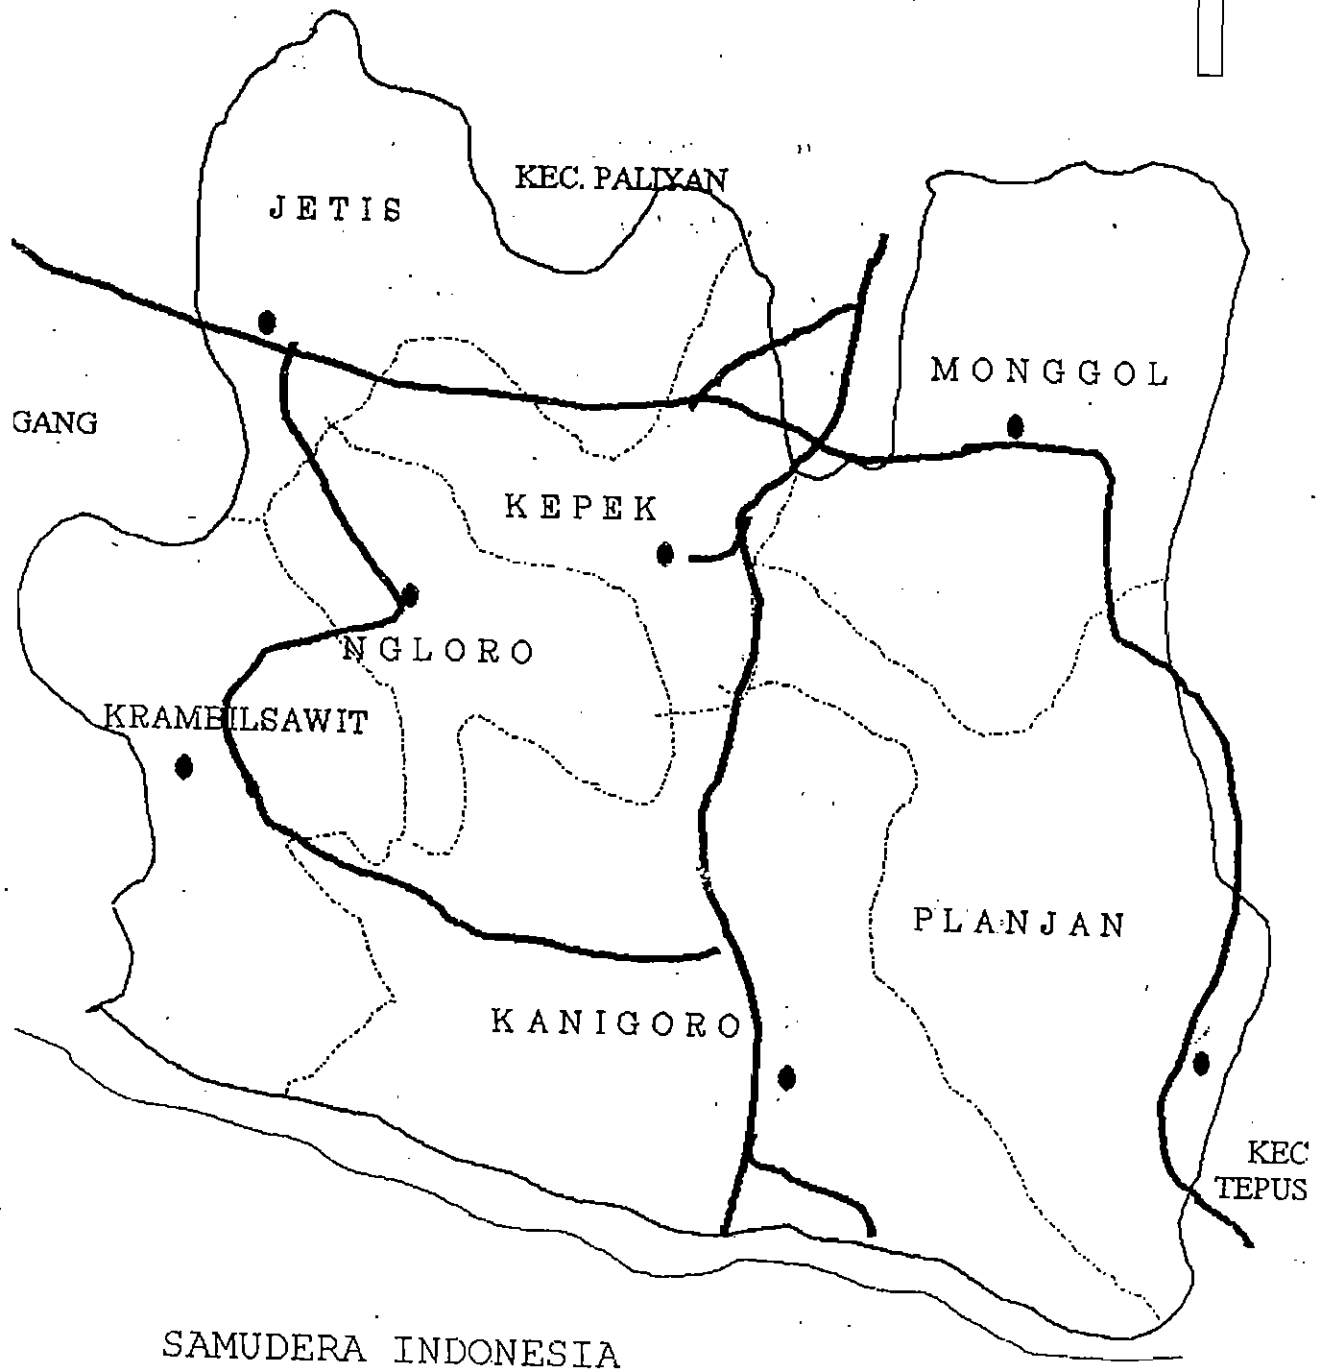 KEC. PALIYAN
JETIS
MONGGOL
GANG
KEPEK
NGLORO
KRAMBILSAWIT
PLANJAN
KANIGORO
KEC
TEPUS
SAMUDERA INDONESIA